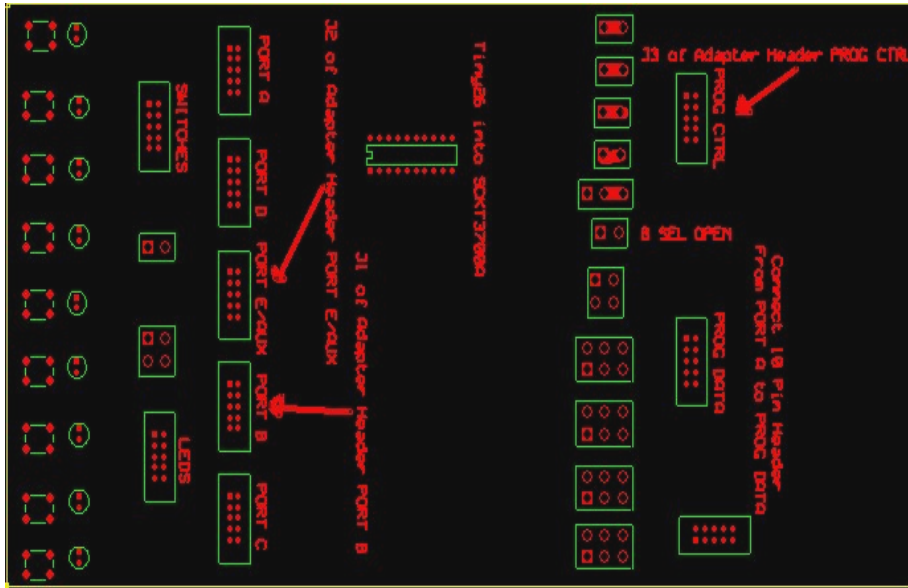 SWITCHES
LEDS
PORT A
PORT D
PORT E/AUX
PORT B
PORT C
J2 of Adapter Header PORT E/AUX
J1 of Adapter Header PORT B
Tiny26 into SCKT3700A
J3 of Adapter Header PROG CTRL
PROG CTRL
B SEL OPEN
PROG DATA
Connect 10 Pin Header
From PORT A to PROG DATA